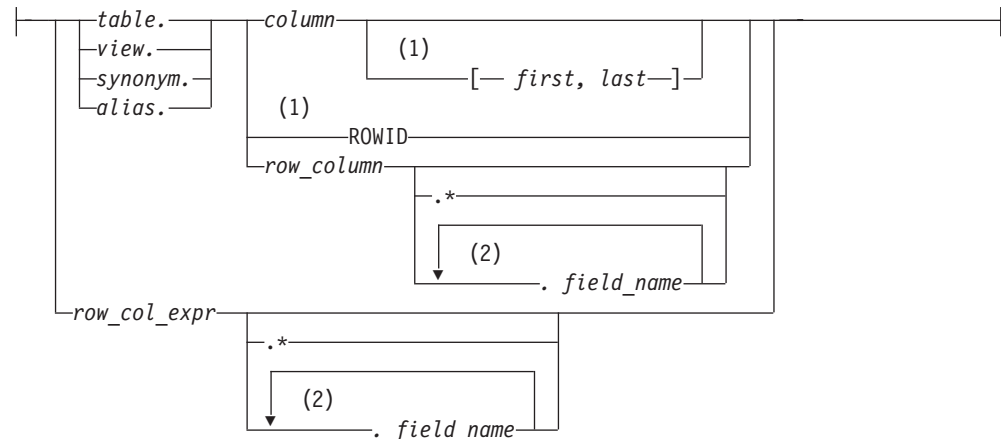 table. column
view. (1)
synonym. [ first, last ]
alias.
(1)
ROWID
row_column
.*
(2)
. field_name
row_col_expr
.*
(2)
. field name